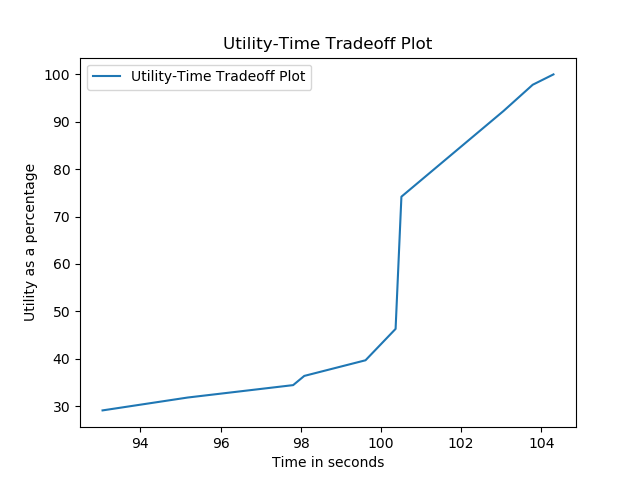 Utility-Time Tradeoff Plot
Utility-Time Tradeoff Plot
100
90
80
70
60
50
40
30
Utility as a percentage
94 96 98 100 102 104
Time in seconds